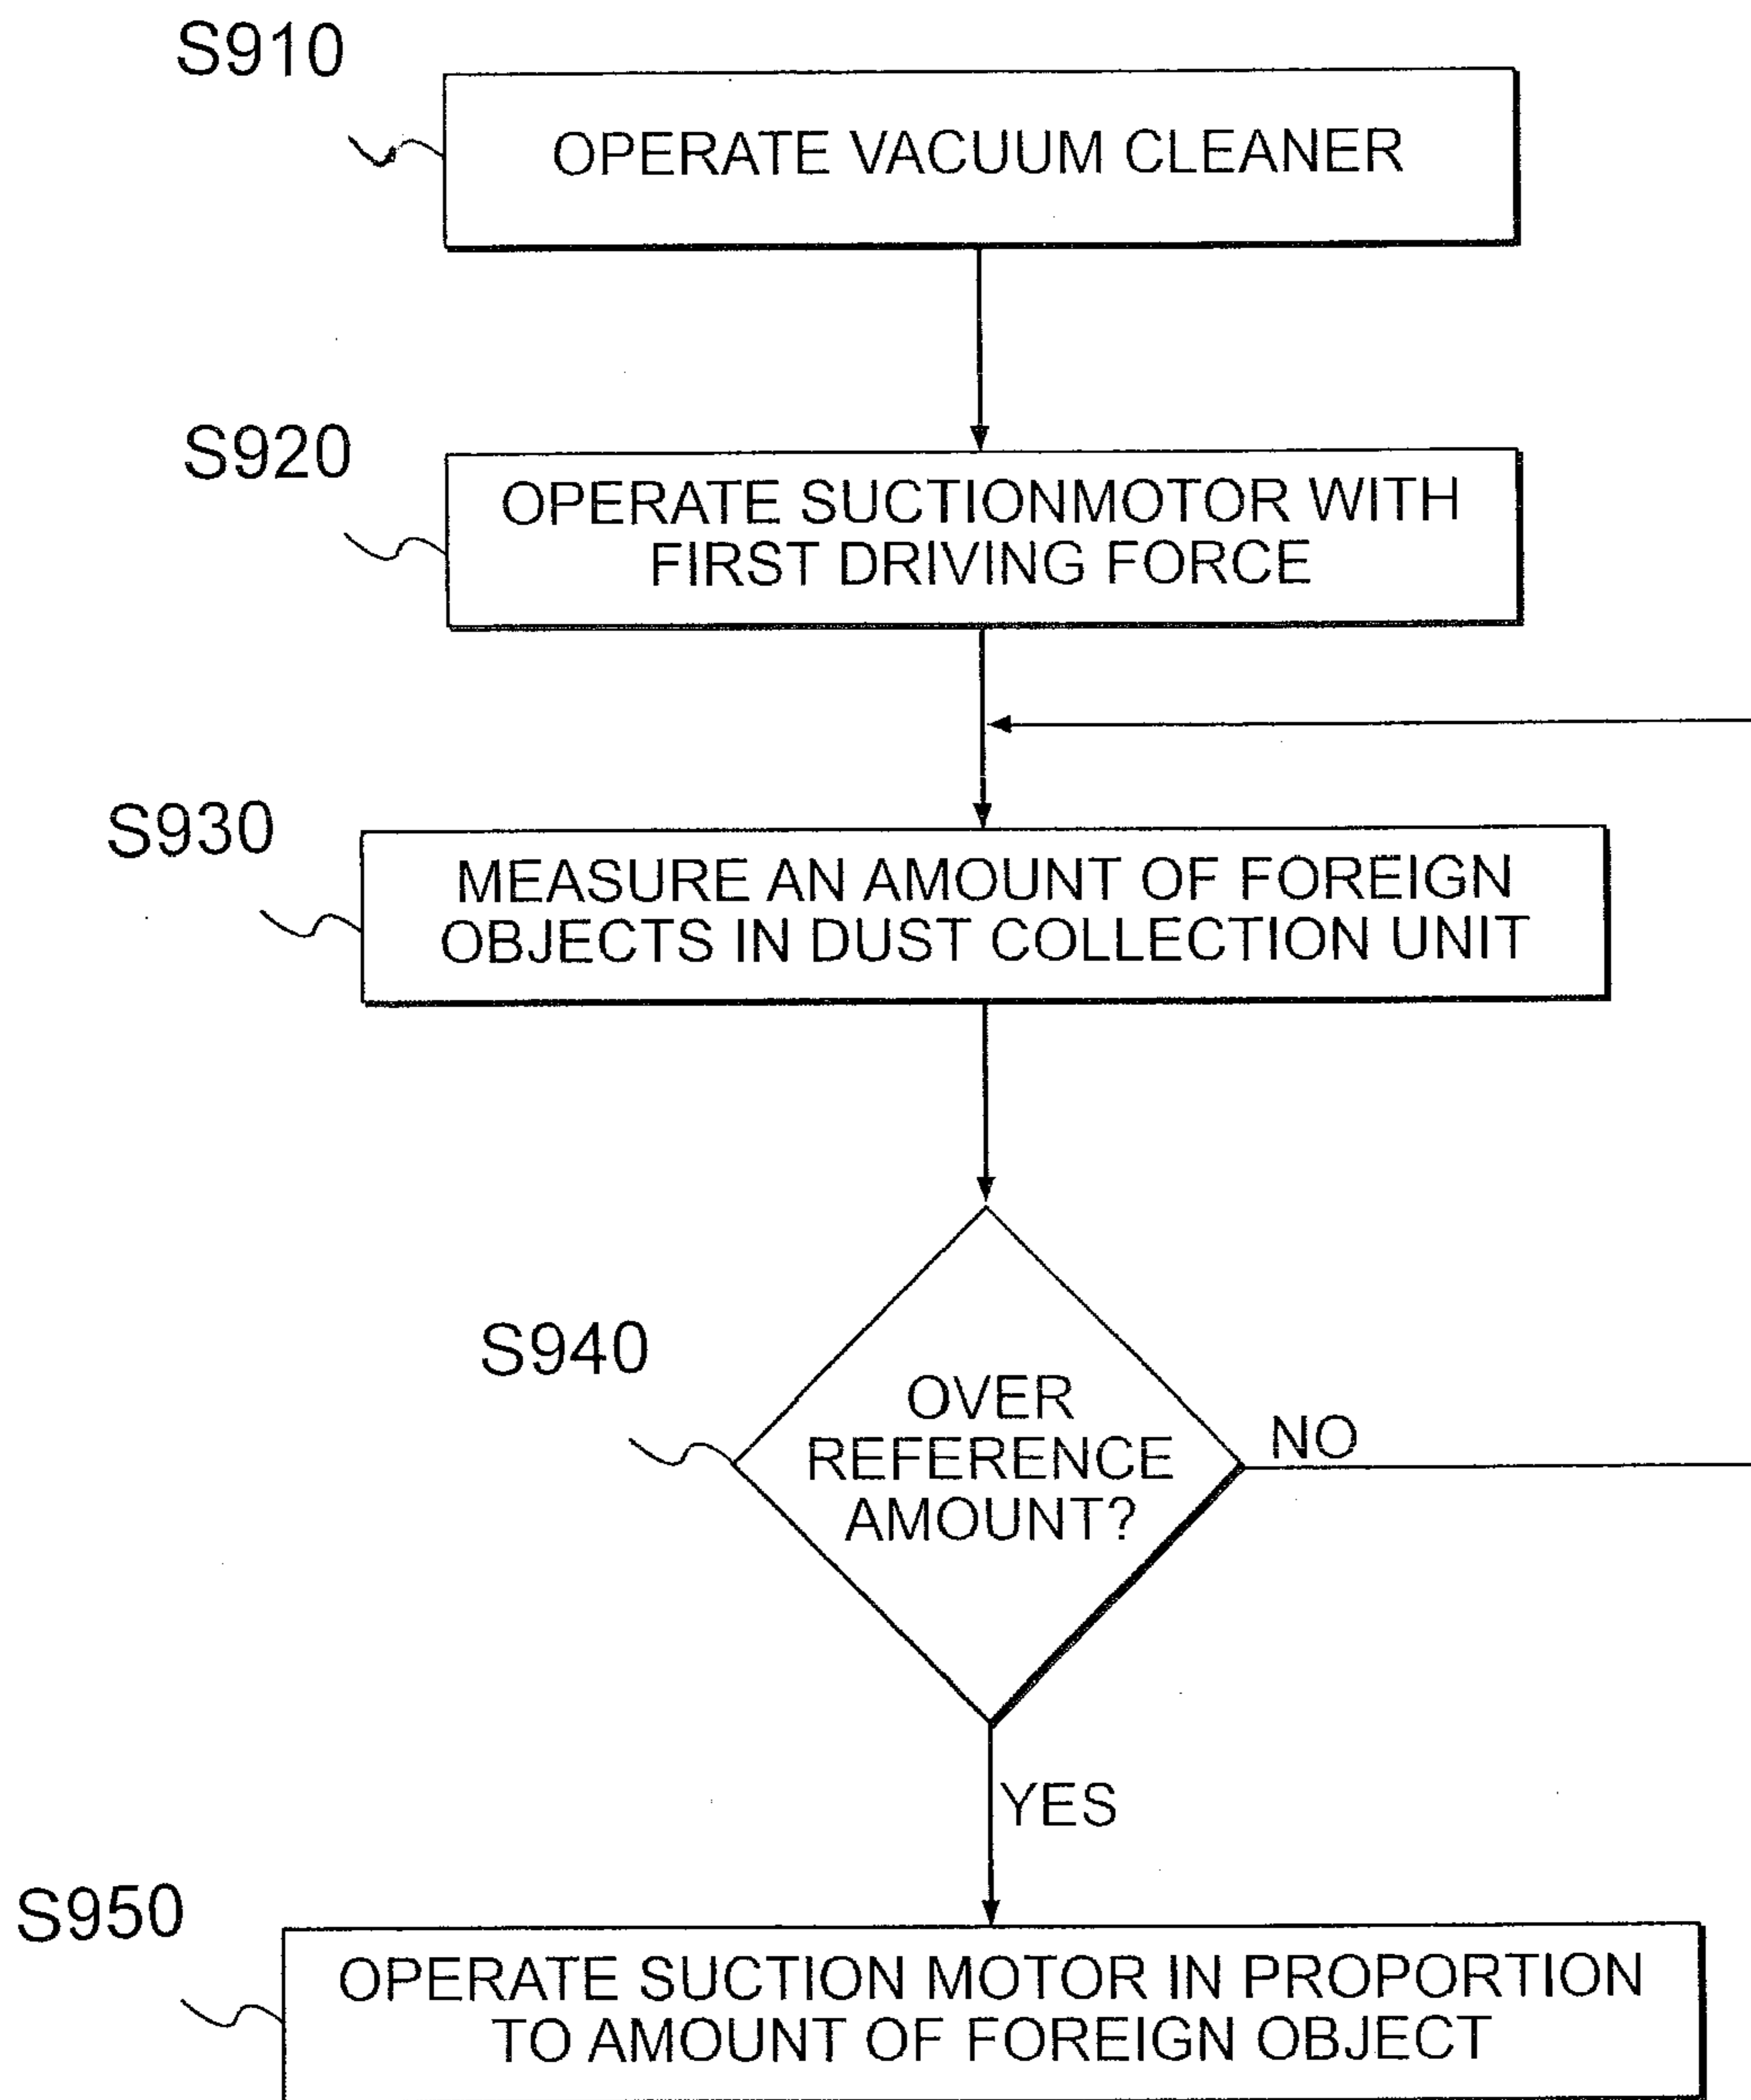 S910
OPERATE VACUUM CLEANER
S920
OPERATE SUCTIONMOTOR WITH
FIRST DRIVING FORCE
S930
MEASURE AN AMOUNT OF FOREIGN
OBJECTS IN DUST COLLECTION UNIT
S940
OVER
REFERENCE
AMOUNT?
NO
YES
S950
OPERATE SUCTION MOTOR IN PROPORTION
TO AMOUNT OF FOREIGN OBJECT